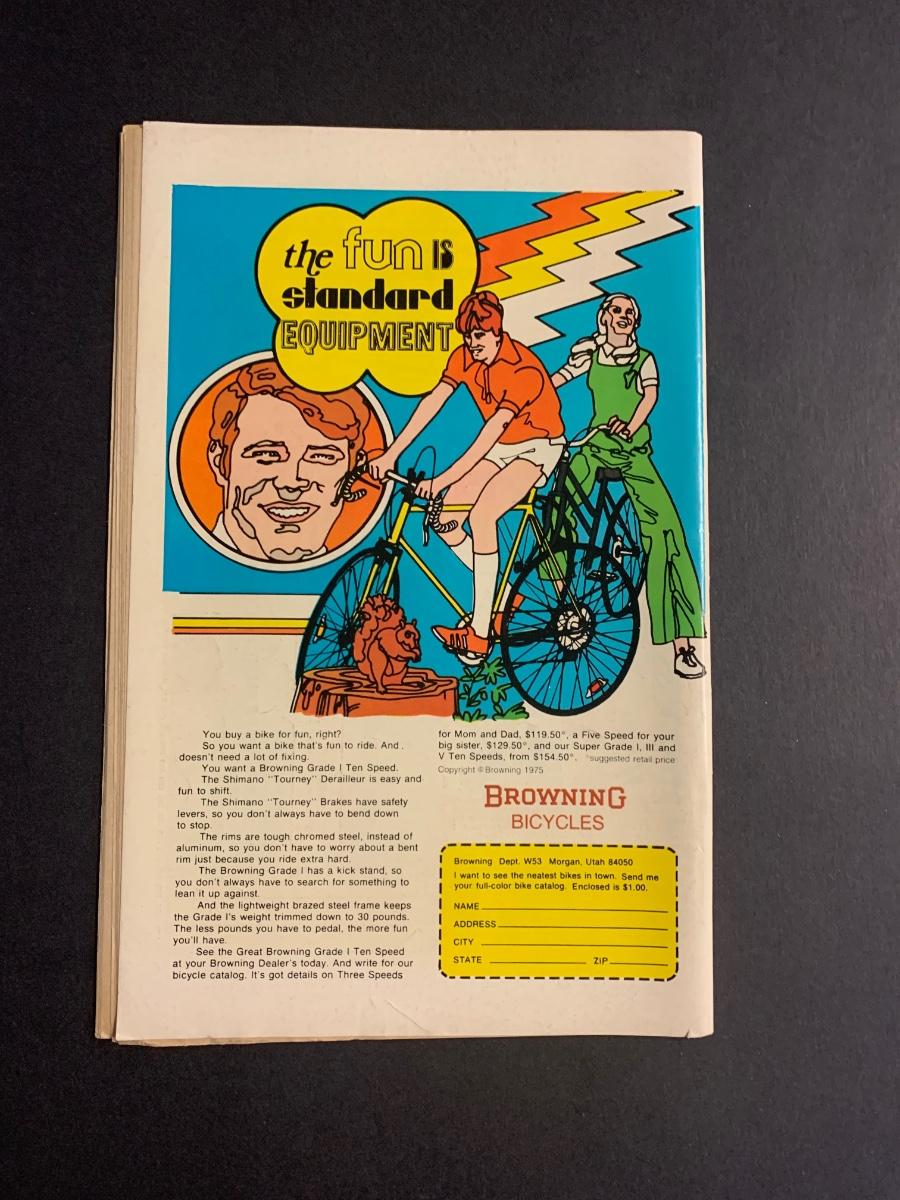 the fun IS
standard
EQUIPMENT
You buy a bike for fun, right?
So you want a bike that's fun to ride. And
doesn't need a lot of fixing.
You want a Browning Grade I Ten Speed.
The Shimano "Tourney" Derailleur is easy and
fun to shift.
The Shimano "Tourney" Brakes have safety
levers, so you don't always have to bend down
to stop.
The rims are tough chromed steel, instead of
aluminum, so you don't have to worry about a bent
rim just because you ride extra hard.
The Browning Grade I has a kick stand, so
you don't always have to search for something to
lean it up against.
And the lightweight brazed steel frame keeps
the Grade I's weight trimmed down to 30 pounds.
The less pounds you have to pedal, the more fun
you'll have.
See the Great Browning Grade I Ten Speed
at your Browning Dealer's today. And write for our
bicycle catalog. It's got details on Three Speeds
for Mom and Dad, $119.50*, a Five Speed for your
big sister, $129.50*, and our Super Grade I, III and
V Ten Speeds, from $154.50*. *suggested retail price
Copyright © Browning 1975
BROWNING
BICYCLES
Browning Dept. W53 Morgan, Utah 84050
I want to see the neatest bikes in town. Send me
your full-color bike catalog. Enclosed is $1.00.
NAME
ADDRESS
CITY
STATE ZIP